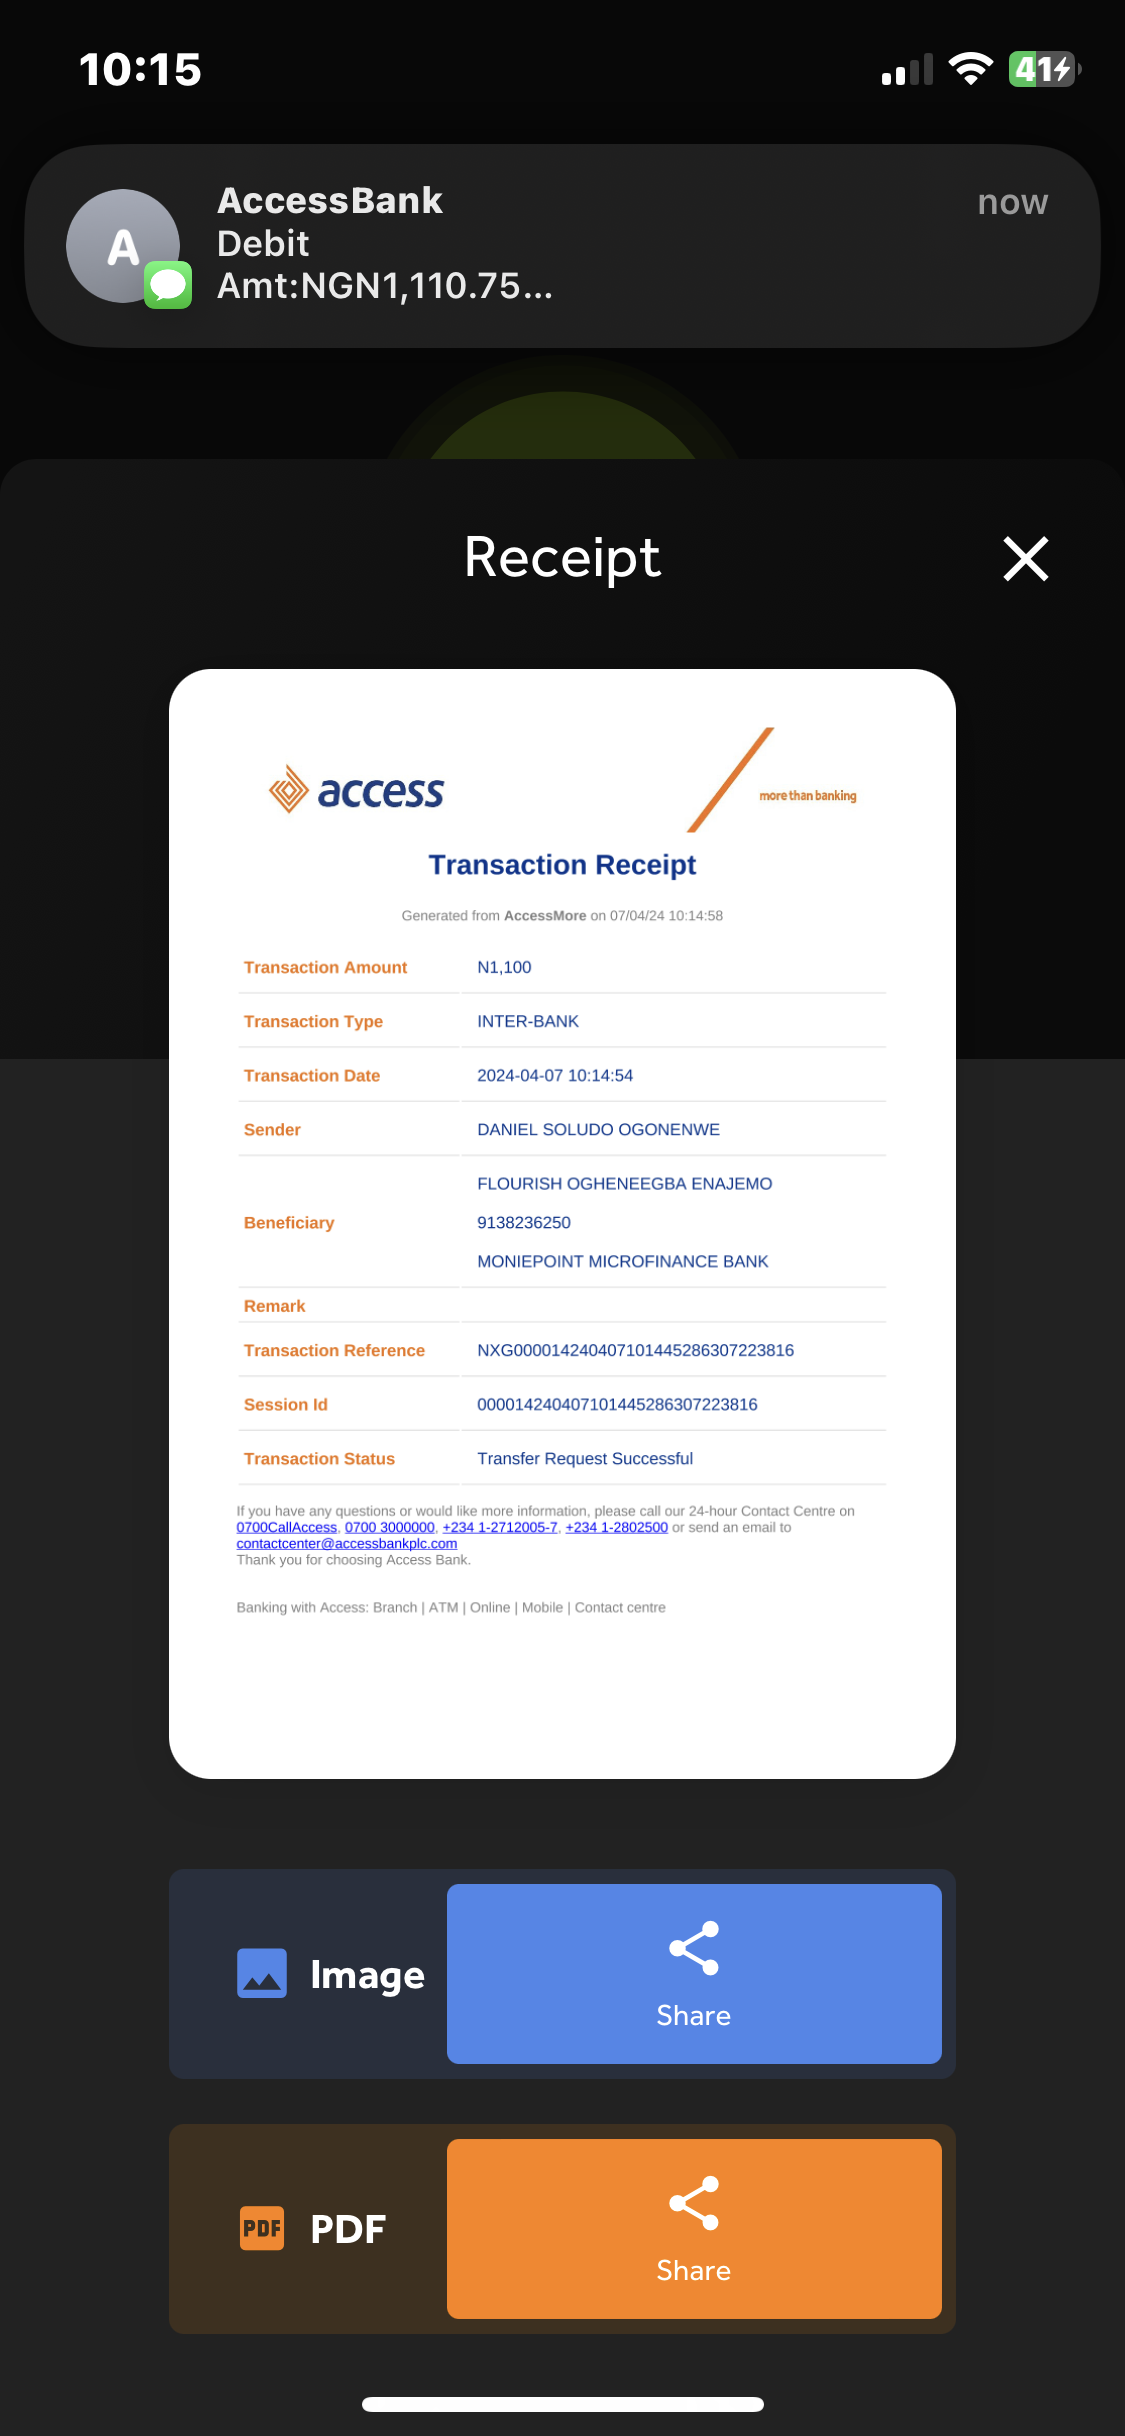 10:15
41
AccessBank
now
Debit
Amt:NGN1,110.75...
A
Receipt
access
more than banking
Transaction Receipt
Generated from AccessMore on 07/04/24 10:14:58
Transaction Amount N1,100
Transaction Type INTER-BANK
Transaction Date 2024-04-07 10:14:54
Sender DANIEL SOLUDO OGONENWE
FLOURISH OGHENEEGBA ENAJEMO
Beneficiary 9138236250
MONIEPOINT MICROFINANCE BANK
Remark
Transaction Reference NXG000014240407101445286307223816
Session Id 000014240407101445286307223816
Transaction Status Transfer Request Successful
If you have any questions or would like more information, please call our 24-hour Contact Centre on
0700CallAccess, 0700 3000000, +234 1-2712005-7, +234 1-2802500 or send an email to
contactcenter@accessbankplc.com
Thank you for choosing Access Bank.
Banking with Access: Branch | ATM | Online | Mobile | Contact centre
Image
Share
PDF PDF
Share